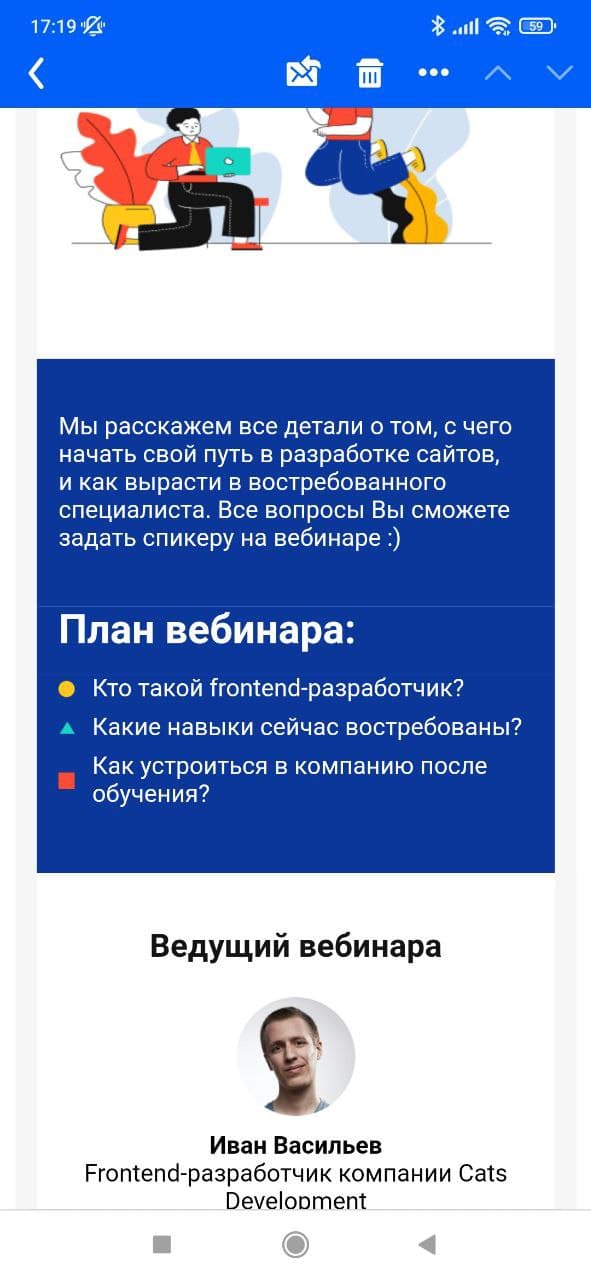 17:19
59
Мы расскажем все детали о том, с чего
начать свой путь в разработке сайтов,
и как вырасти в востребованного
специалиста. Все вопросы Вы сможете
задать спикеру на вебинаре :)
План вебинара:
Кто такой frontend-разработчик?
Какие навыки сейчас востребованы?
Как устроиться в компанию после
обучения?
Ведущий вебинара
Иван Васильев
Frontend-разработчик компании Cats
Development